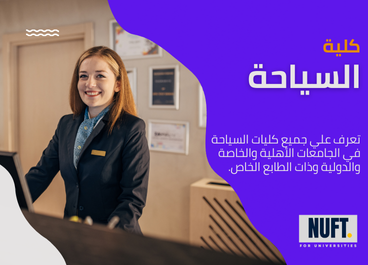 كلية
السياحة
تعرف علي جميع كليات السياحة
في الجامعات الأهلية والخاصة
والدولية وذات الطابع الخاص.
NUFT.
FOR UNIVERSITIES